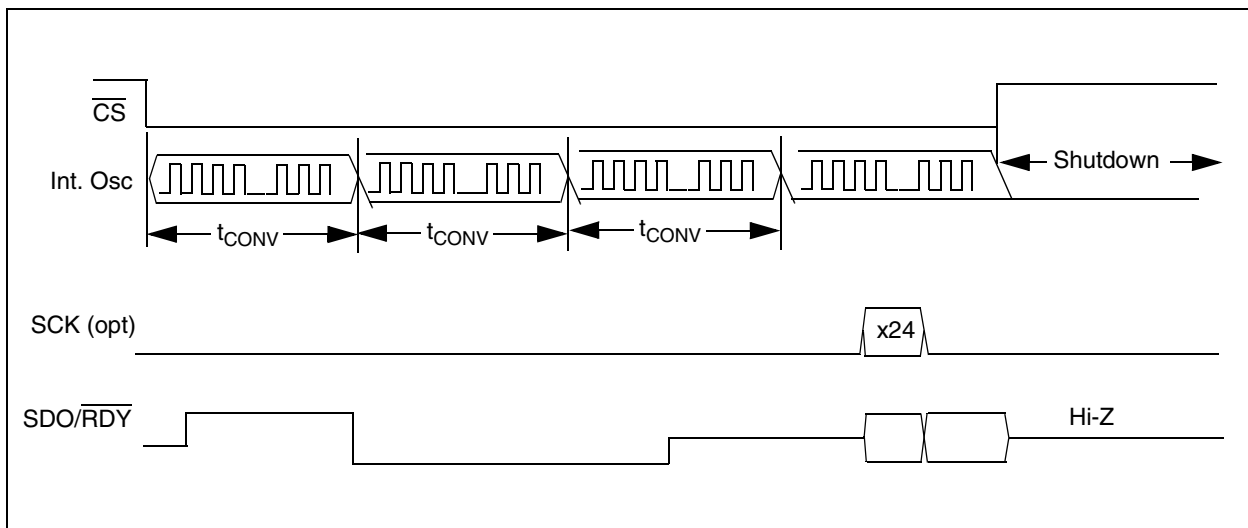 CS
Int. Osc
Shutdown
tCONV
tCONV
tCONV
SCK (opt)
x24
SDO/RDY
Hi-Z